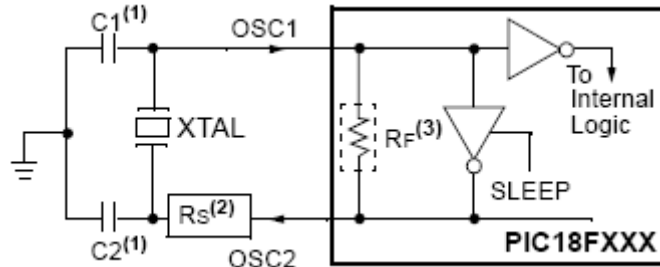 C1(1)
OSC1
To
Internal
Logic
XTAL
RF(3)
SLEEP
RS(2)
C2(1)
OSC2
PIC18FXXX